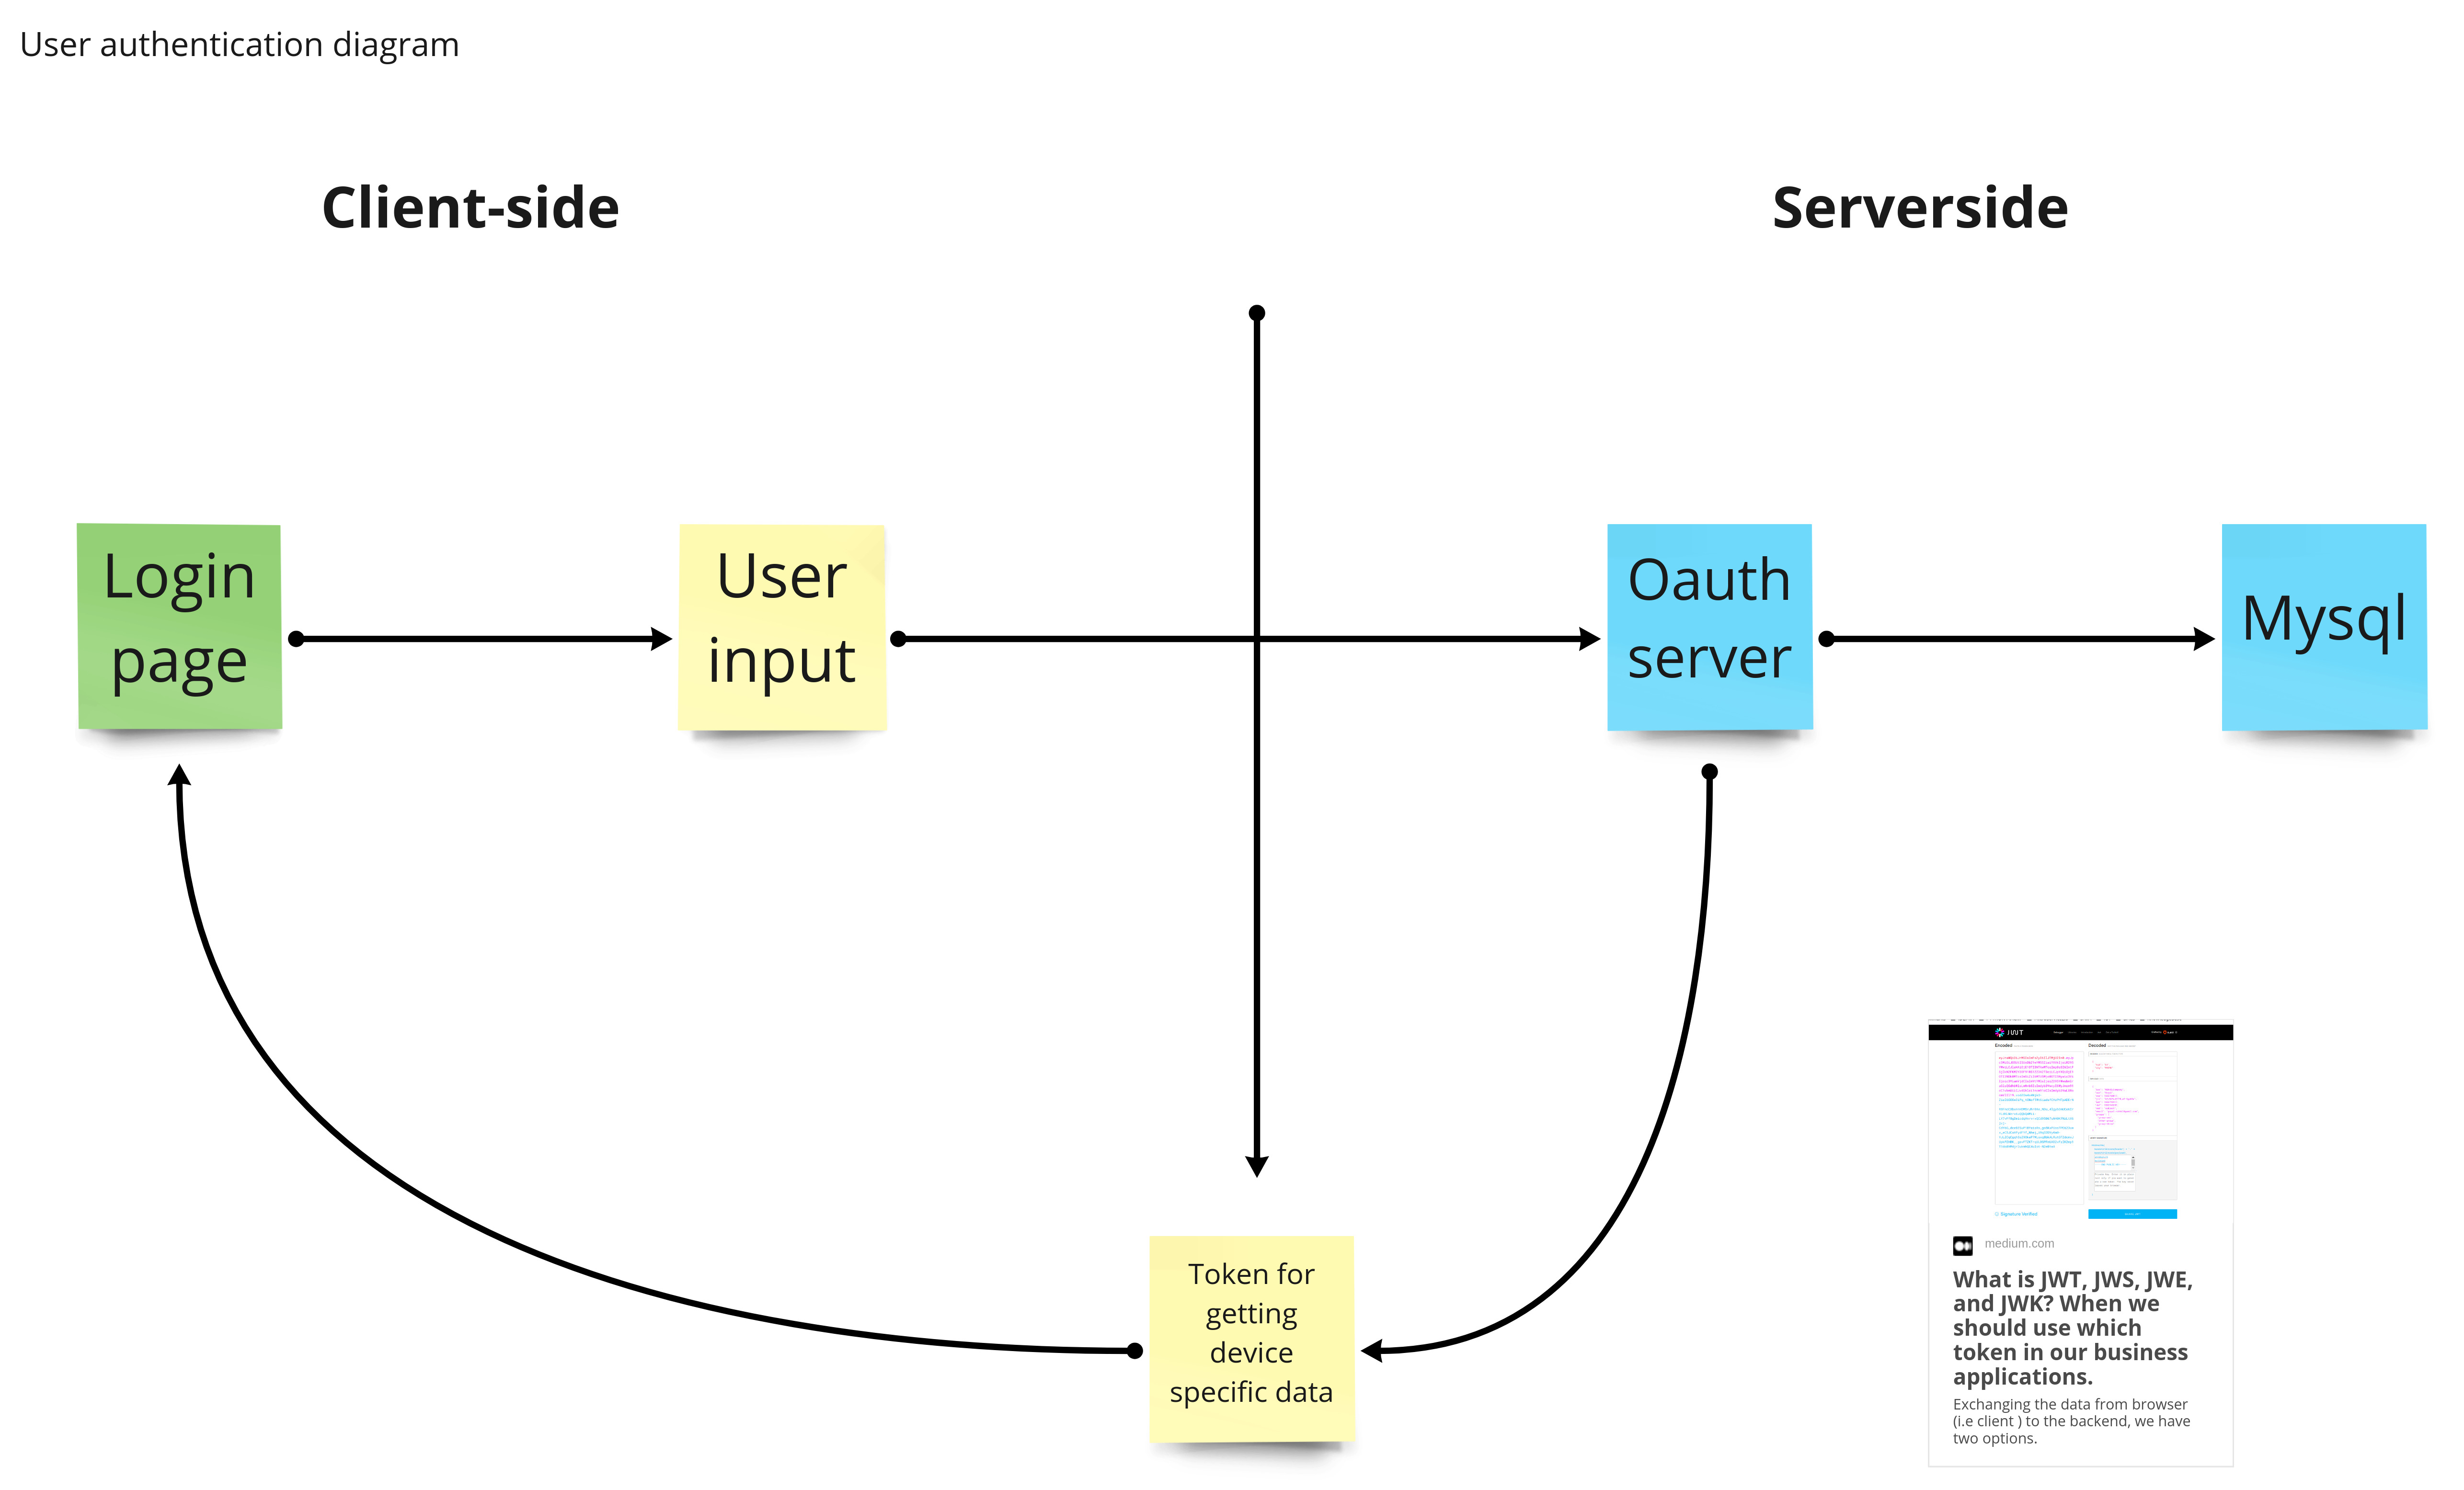 User authentication diagram
Client-side
Serverside
Login
page
User
input
Oauth
server
Mysql
Token for
getting
device
specific data
JWT
Encoded
Decoded
Signature Verified
medium.com
What is JWT, JWS, JWE,
and JWK? When we
should use which
token in our business
applications.
Exchanging the data from browser
(i.e client ) to the backend, we have
two options.